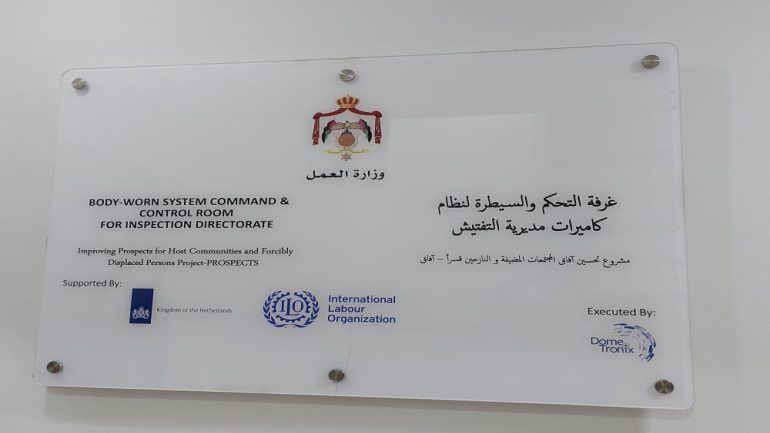 وزارة العمل
BODY-WORN SYSTEM COMMAND &
CONTROL ROOM
FOR INSPECTION DIRECTORATE
Improving Prospects for Host Communities and Forcibly
Displaced Persons Project-PROSPECTS
غرفة التحكم والسيطرة لنظام
كاميرات مديرية التفتيش
مشروع تحسين آفاق المجتمعات المضيفة و النازحين قسراً – آفاق
Supported By:
Kingdom of the Netherlands
ILO
International
Labour
Organization
Executed By:
Dome
Tronix